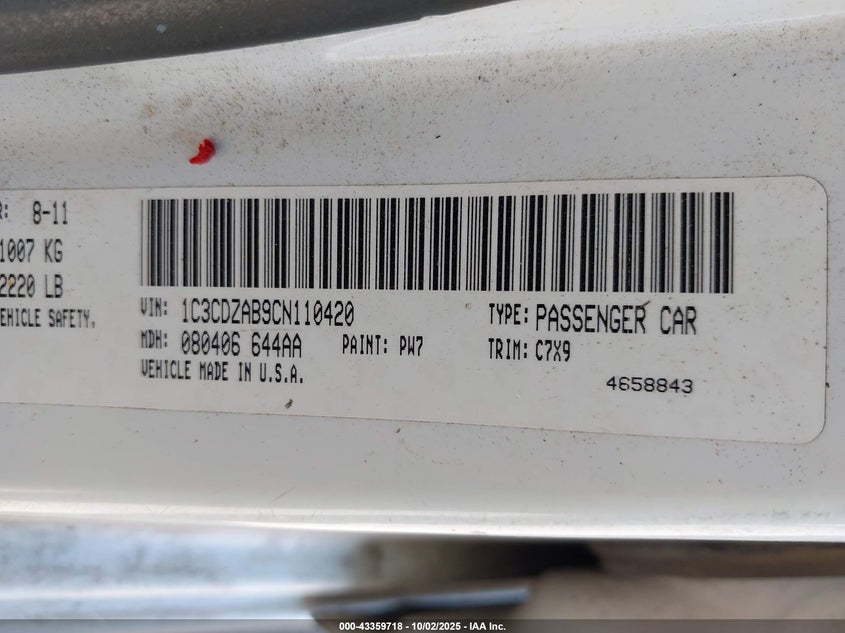 R: 8-11
1007 KG
2220 LB
EHICLE SAFETY.
VIN: 1C3CDZAB9CN110420 TYPE: PASSENGER CAR
MDH: 080406 644AA PAINT: PW7 TRIM: C7X9
VEHICLE MADE IN U.S.A.
4658843
000-43359718 - 10/02/2025 - IAA Inc.